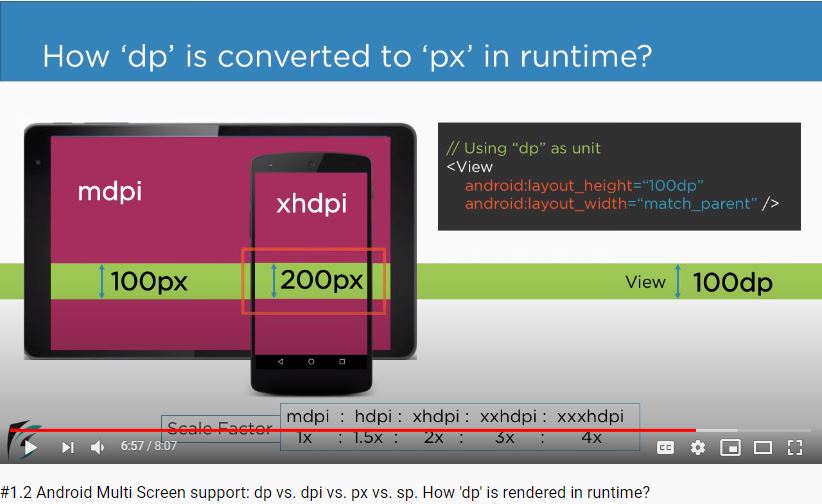 How ‘dp’ is converted to ‘px’ in runtime?
// Using “dp” as unit
<View
android:layout_height=“100dp”
android:layout_width=“match_parent” />
mdpi
xhdpi
100px
200px
View 100dp
mdpi : hdpi : xhdpi : xxhdpi : xxxhdpi
Scale Factor
1x : 1.5x : 2x : 3x : 4x
6:57 / 8:07
CC
#1.2 Android Multi Screen support: dp vs. dpi vs. px vs. sp. How 'dp' is rendered in runtime?